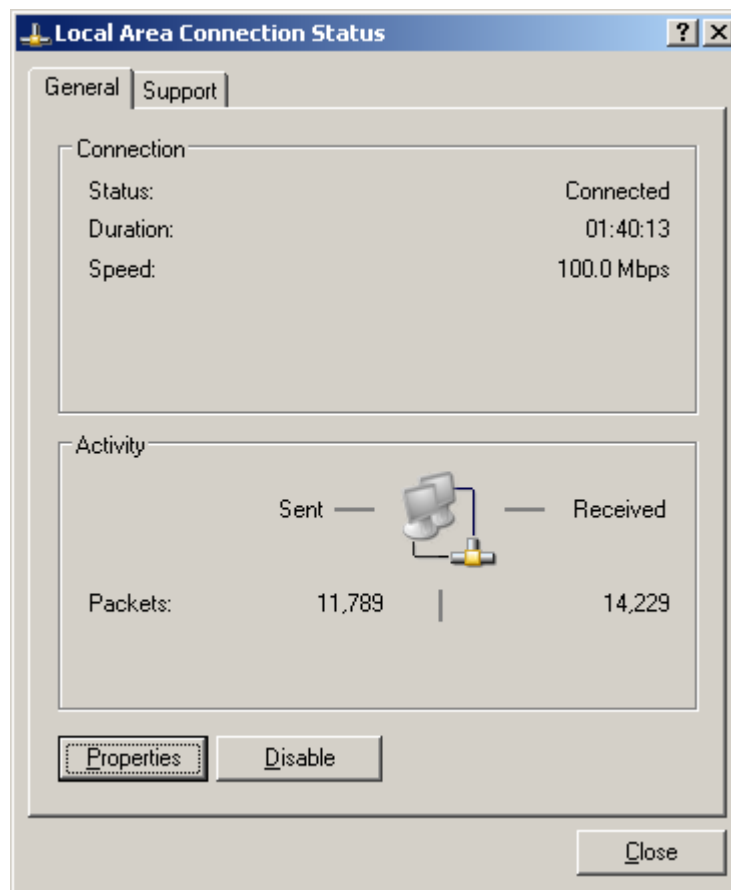 Local Area Connection Status
General Support
Connection
Status: Connected
Duration: 01:40:13
Speed: 100.0 Mbps
Activity
Sent Received
Packets: 11,789 14,229
Properties Disable
Close